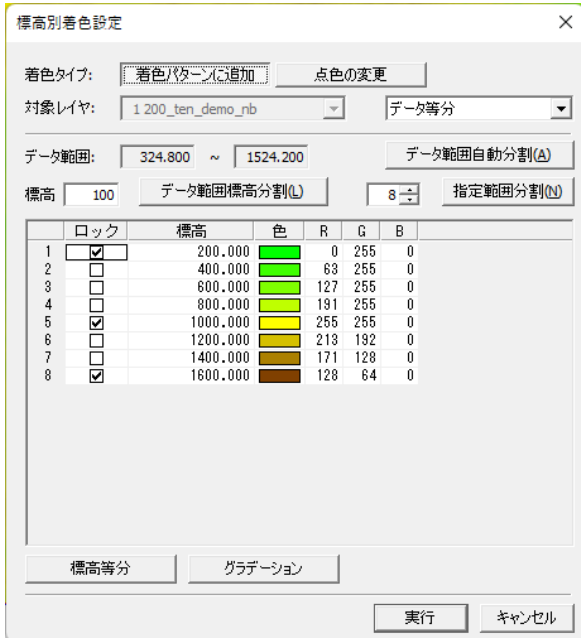 標高別着色設定
着色タイプ: 着色パターンに追加 点色の変更
対象レイヤ: 1 200_ten_demo_nb データ等分
データ範囲: 324.800 ~ 1524.200 データ範囲自動分割(A)
標高 100 データ範囲標高分割(L) 8 指定範囲分割(N)
ロック 標高 色 R G B
1 200.000 0 255 0
2 400.000 63 255 0
3 600.000 127 255 0
4 800.000 191 255 0
5 1000.000 255 255 0
6 1200.000 213 192 0
7 1400.000 171 128 0
8 1600.000 128 64 0
標高等分 グラデーション
実行 キャンセル